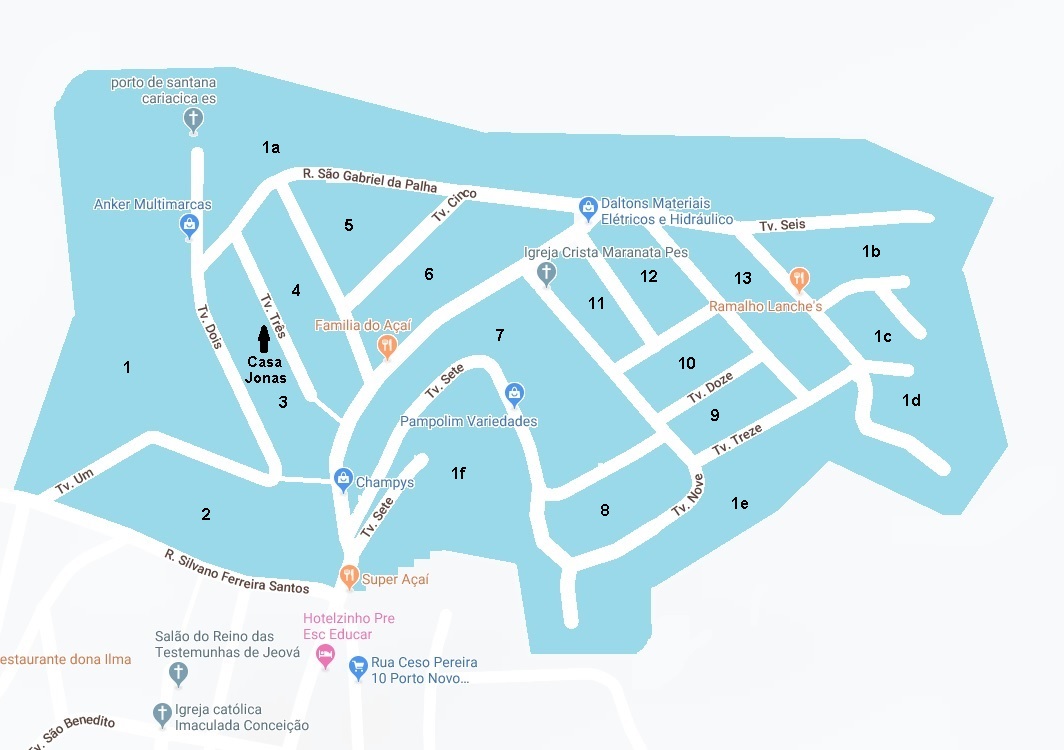 porto de santana
cariacica es
1a
R. São Gabriel da Palha
Tv. Cinco
Anker Multimarcas
Daltons Materiais
Elétricos e Hidráulico
Tv. Seis
5
Igreja Crista Maranata Pes
1b
6
12
13
4
11
Ramalho Lanche's
Tv. Dois
Tv. Três
Familia do Açaí
7
1c
Casa
Jonas
1
10
Tv. Sete
Tv. Doze
3
Pampolim Variedades
9
1d
Tv. Treze
Tv. Um
Champys
1f
Tv. Nove
1e
2
Tv. Sete
8
R. Silvano Ferreira Santos
Super Açaí
Hotelzinho Pre
Esc Educar
Salão do Reino das
Testemunhas de Jeová
estaurante dona Ilma
Rua Ceso Pereira
10 Porto Novo...
Igreja católica
Imaculada Conceição
Tv. São Benedito